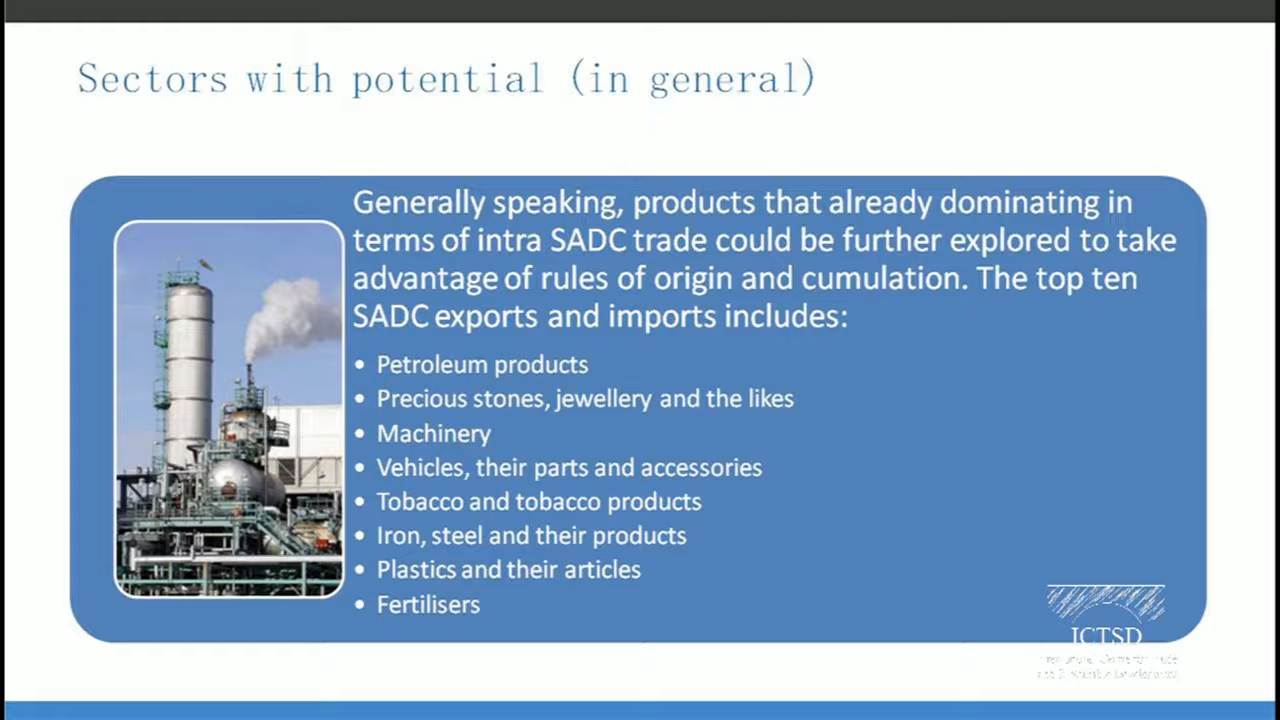 Sectors with potential (in general)
Generally speaking, products that already dominating in
terms of intra SADC trade could be further explored to take
advantage of rules of origin and cumulation. The top ten
SADC exports and imports includes:
• Petroleum products
• Precious stones, jewellery and the likes
• Machinery
• Vehicles, their parts and accessories
• Tobacco and tobacco products
• Iron, steel and their products
• Plastics and their articles
• Fertilisers
ICTSD